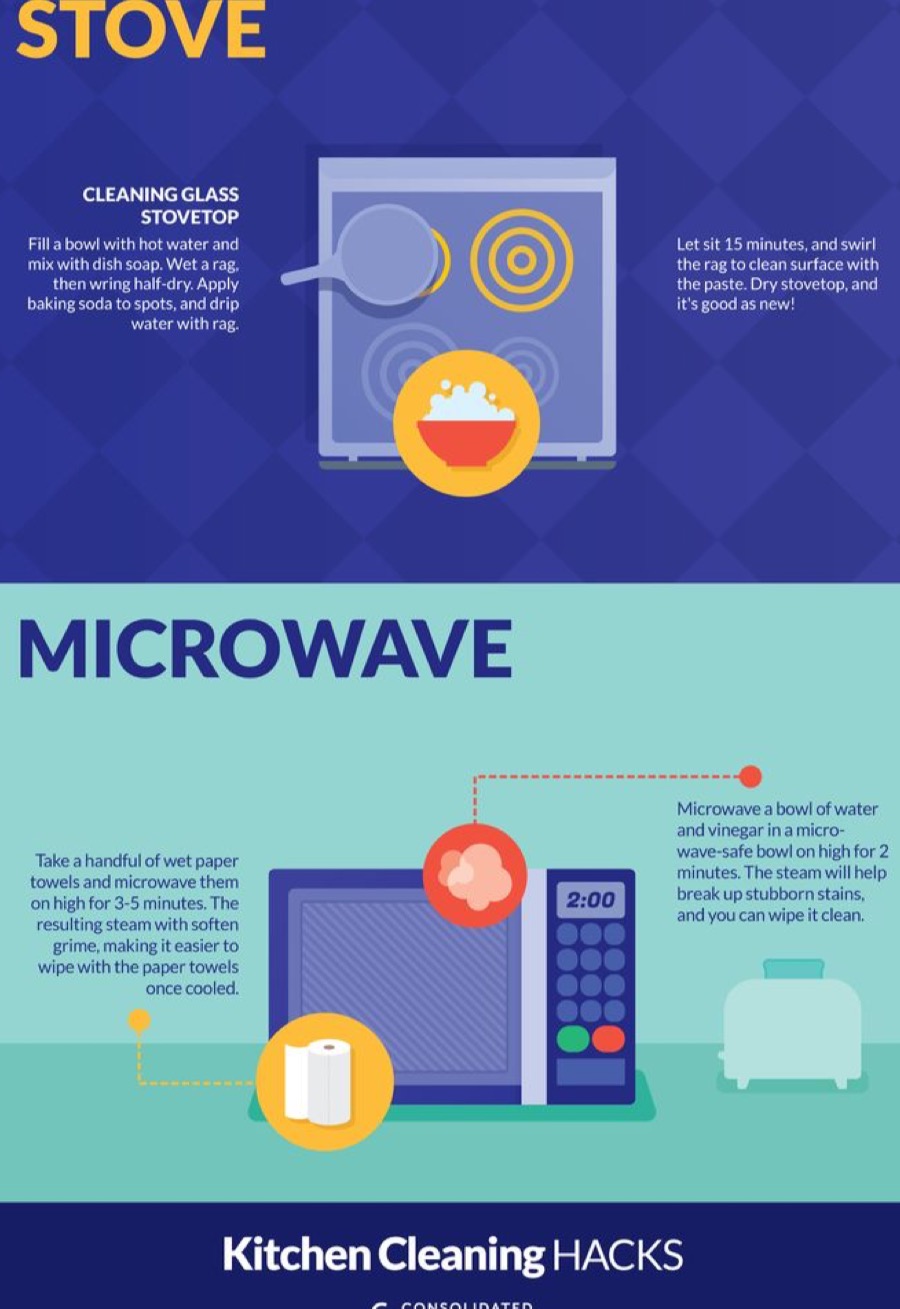 STOVE
CLEANING GLASS
STOVETOP
Fill a bowl with hot water and
mix with dish soap. Wet a rag,
then wring half-dry. Apply
baking soda to spots, and drip
water with rag.
Let sit 15 minutes, and swirl
the rag to clean surface with
the paste. Dry stovetop, and
it's good as new!
MICROWAVE
Take a handful of wet paper
towels and microwave them
on high for 3-5 minutes. The
resulting steam with soften
grime, making it easier to
wipe with the paper towels
once cooled.
2:00
Microwave a bowl of water
and vinegar in a micro-
wave-safe bowl on high for 2
minutes. The steam will help
break up stubborn stains,
and you can wipe it clean.
Kitchen Cleaning HACKS
CONSOLIDATED